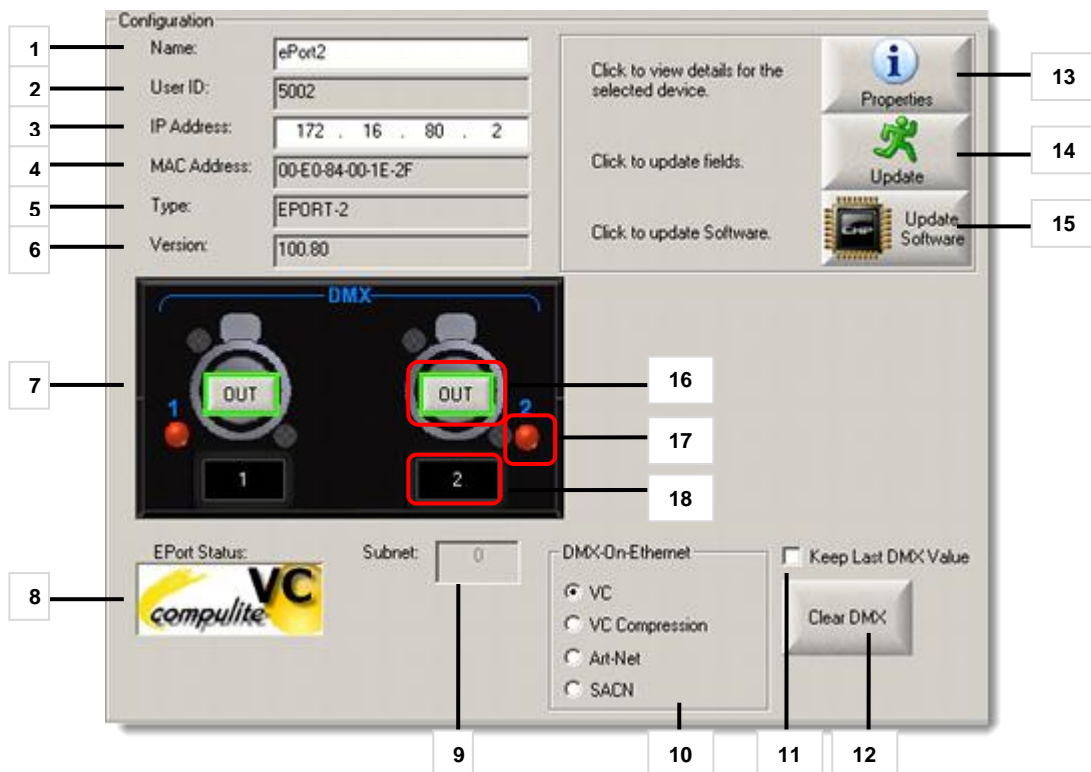 Configuration
1 Name: ePort2
2 User ID: 5002
3 IP Address: 172 . 16 . 80 . 2
4 MAC Address: 00-E0-84-00-1E-2F
5 Type: EPORT-2
6 Version: 100.80
Click to view details for the
selected device.
Properties
13
Click to update fields.
Update
14
Click to update Software.
CHIP
Update
Software
15
7
DMX
OUT
OUT
16
1
2
17
1
2
18
8
EPort Status:
compulite VC
Subnet: 0
9
DMX-On-Ethernet
VC
VC Compression
Art-Net
SACN
10
Keep Last DMX Value
11
Clear DMX
12